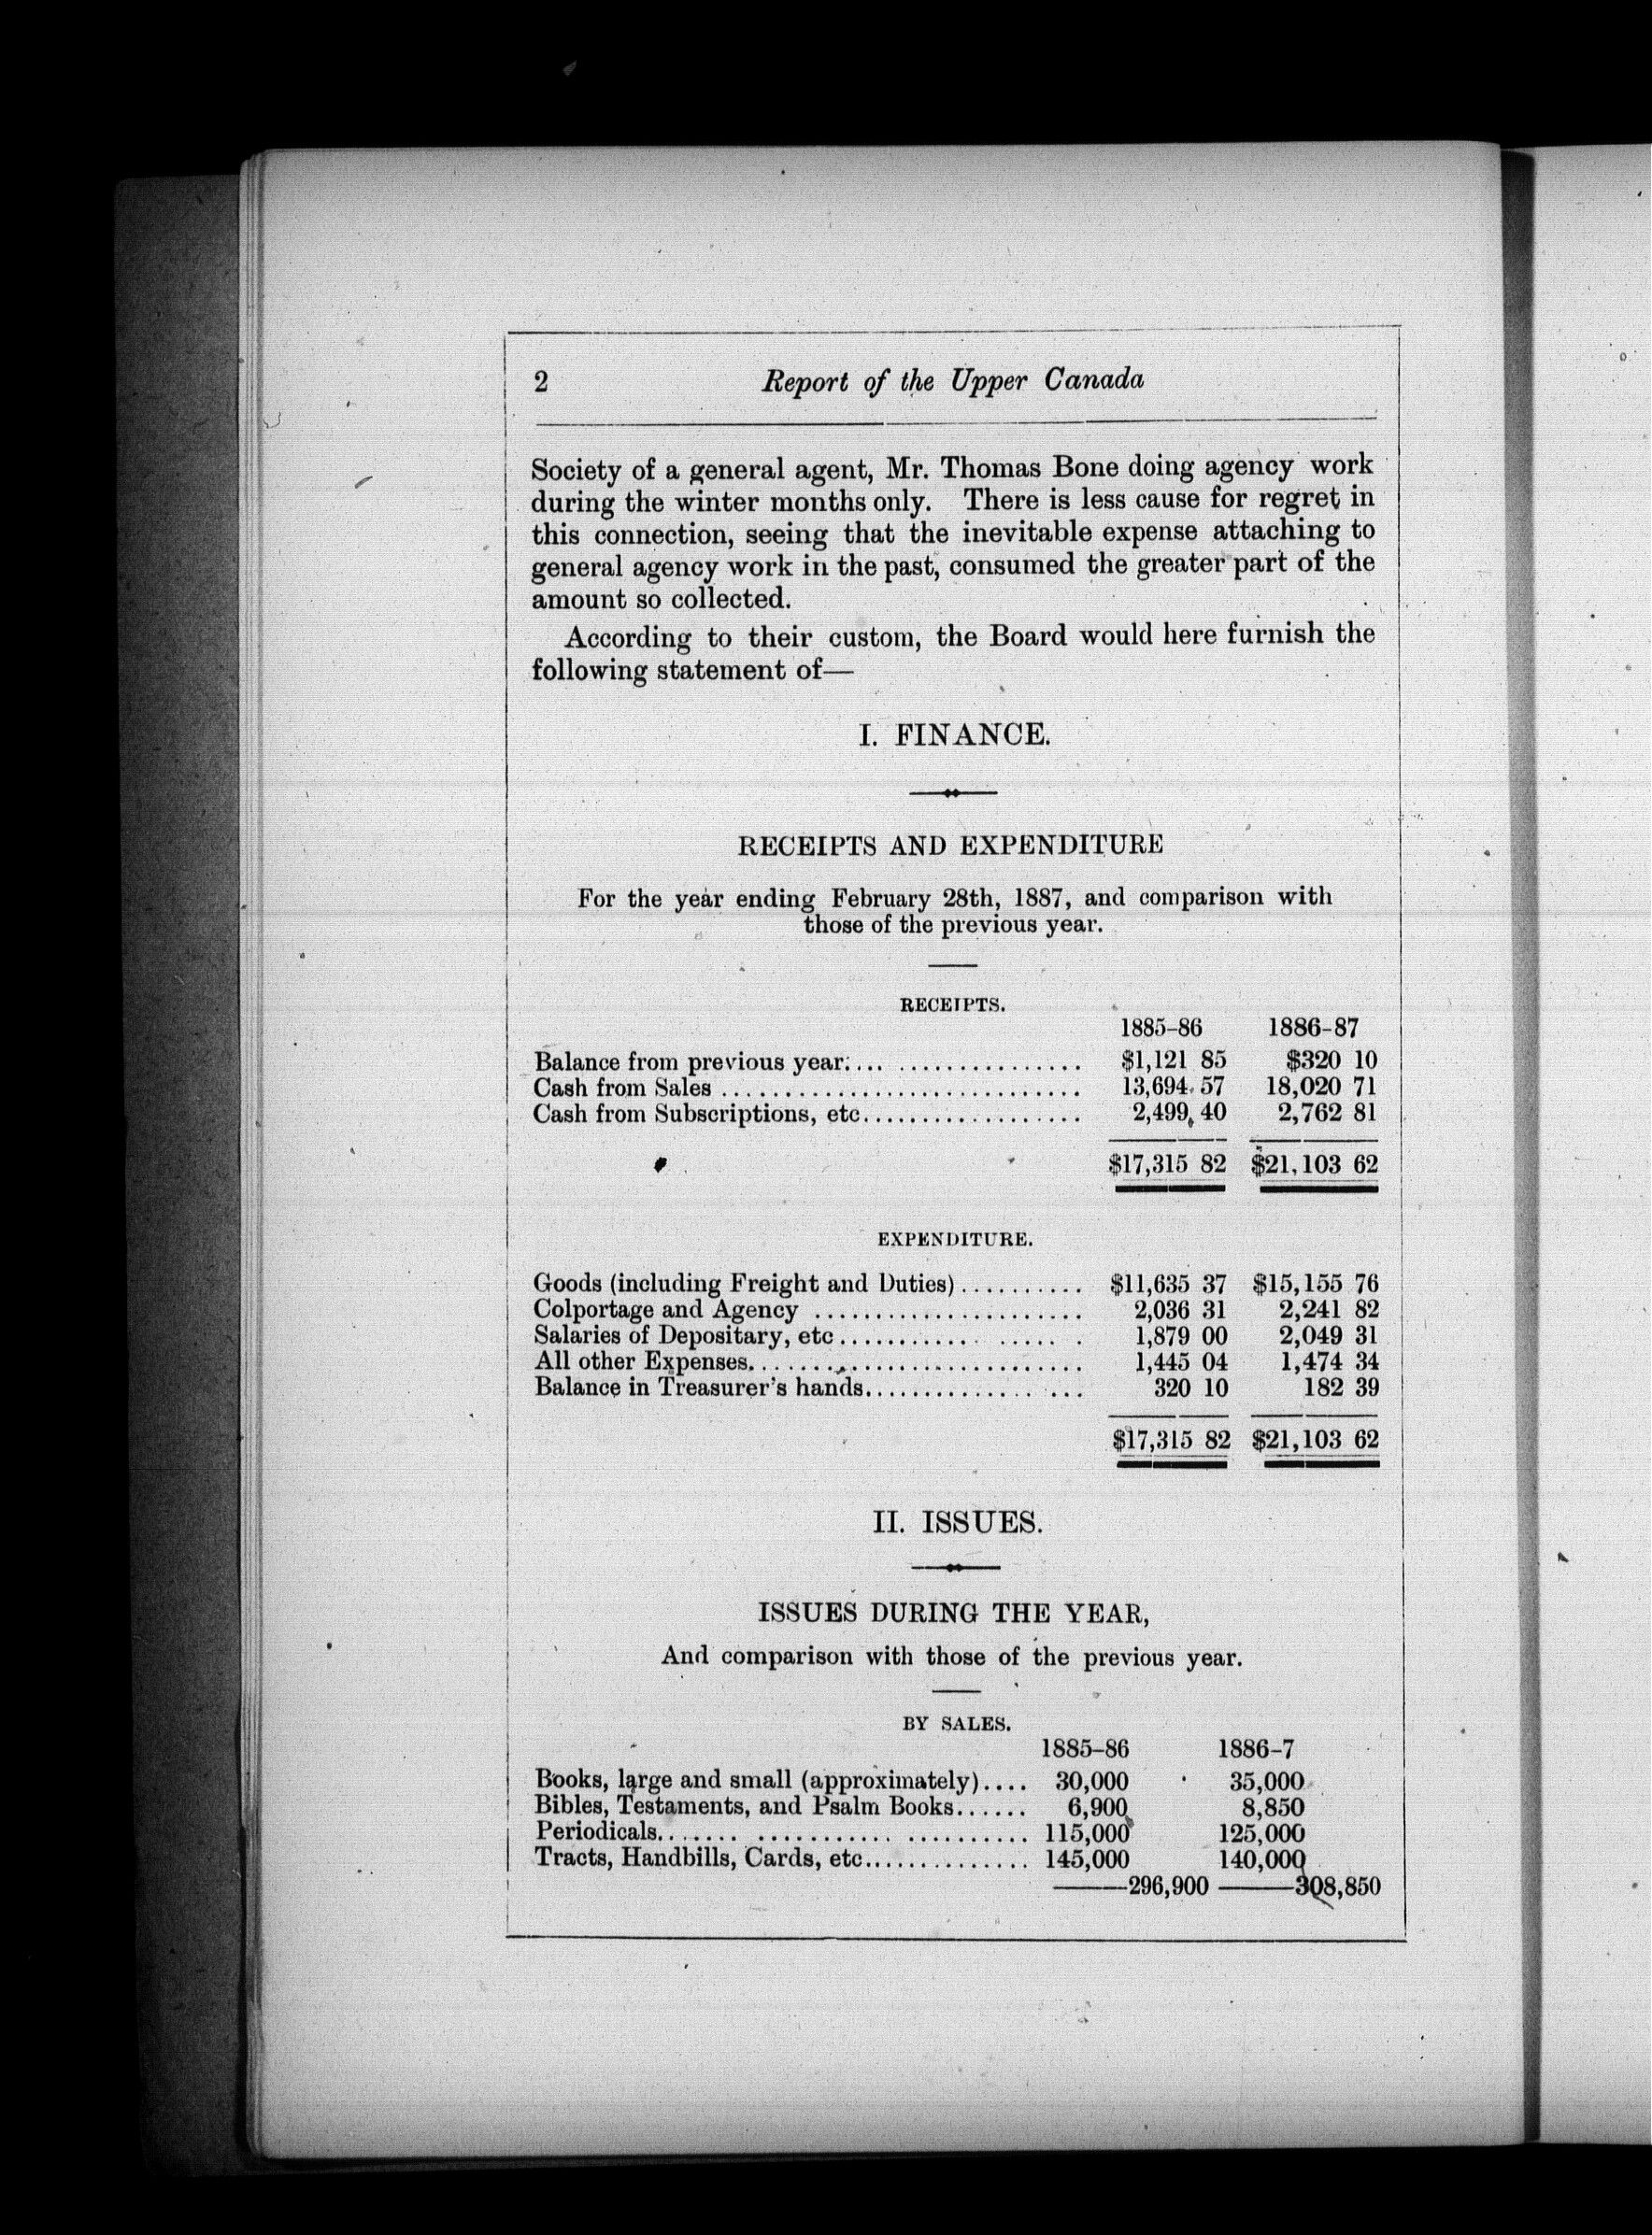 2 Report of the Upper Canada
Society of a general agent, Mr. Thomas Bone doing agency work
during the winter months only. There is less cause for regret in
this connection, seeing that the inevitable expense attaching to
general agency work in the past, consumed the greater part of the
amount so collected.
According to their custom, the Board would here furnish the
following statement of—
I. FINANCE.
RECEIPTS AND EXPENDITURE
For the year ending February 28th, 1887, and comparison with
those of the previous year.
RECEIPTS.
1885-86 1886-87
Balance from previous year.... ............... $1,121 85 $320 10
Cash from Sales ............................ 13,694 57 18,020 71
Cash from Subscriptions, etc.................. 2,499 40 2,762 81
$17,315 82 $21,103 62
EXPENDITURE.
Goods (including Freight and Duties).......... $11,635 37 $15,155 76
Colportage and Agency ...................... 2,036 31 2,241 82
Salaries of Depositary, etc........... ...... . 1,879 00 2,049 31
All other Expenses........................... 1,445 04 1,474 34
Balance in Treasurer's hands.............. ... 320 10 182 39
$17,315 82 $21,103 62
II. ISSUES.
ISSUES DURING THE YEAR,
And comparison with those of the previous year.
BY SALES.
1885-86 1886-7
Books, large and small (approximately).... 30,000 35,000
Bibles, Testaments, and Psalm Books...... 6,900 8,850
Periodicals....... ........... .......... 115,000 125,000
Tracts, Handbills, Cards, etc.............. 145,000 140,000
——296,900 ——308,850